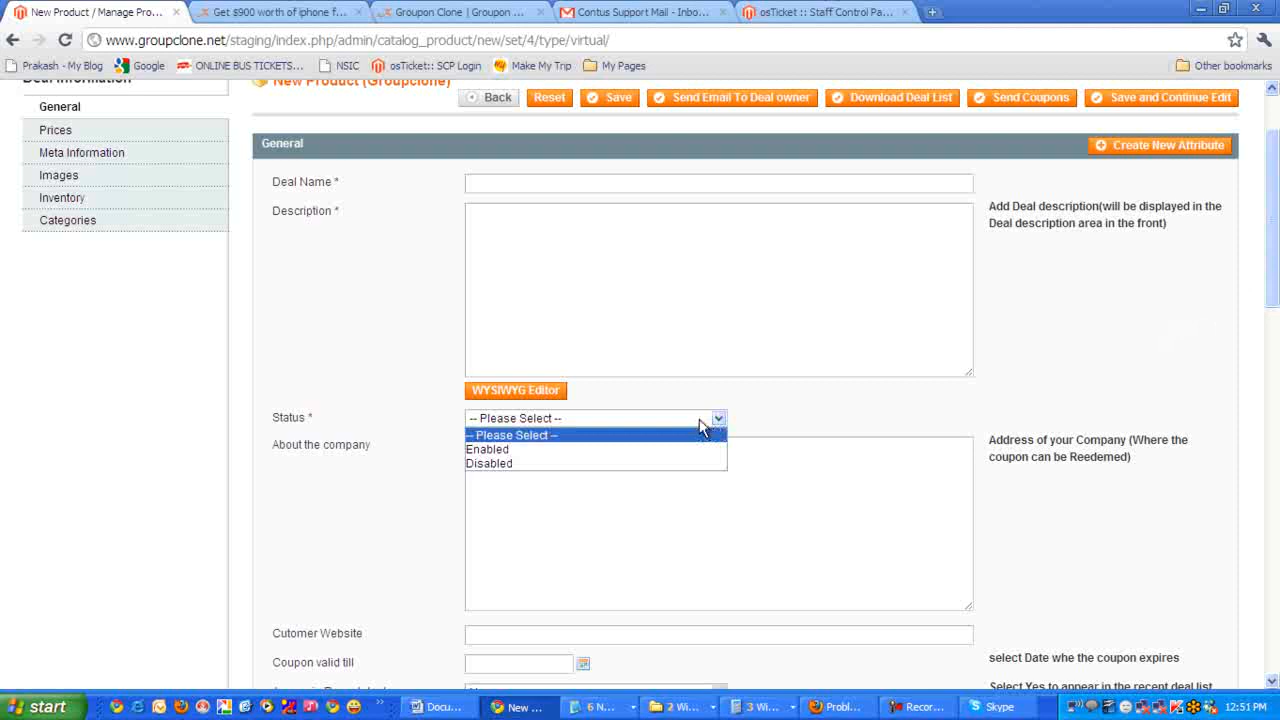 New Product / Manage Pro...
Get $900 worth of iphone f...
Groupon Clone | Groupon ...
Contus Support Mail - Inbo...
osTicket :: Staff Control Pa...
www.groupclone.net/staging/index.php/admin/catalog_product/new/set/4/type/virtual/
Prakash - My Blog
Google
ONLINE BUS TICKETS...
NSIC
osTicket:: SCP Login
Make My Trip
My Pages
Other bookmarks
Deal Information
New Product (Groupclone)
Back
Reset
Save
Send Email To Deal owner
Download Deal List
Send Coupons
Save and Continue Edit
General
Prices
Meta Information
Images
Inventory
Categories
General
Create New Attribute
Deal Name *
Description *
Add Deal description(will be displayed in the
Deal description area in the front)
WYSIWYG Editor
Status *
-- Please Select --
-- Please Select --
Enabled
Disabled
About the company
Address of your Company (Where the
coupon can be Reedemed)
Cutomer Website
Coupon valid till
select Date whe the coupon expires
Select Yes to appear in the recent deal list
start
Docu...
New ...
6 N...
2 Wi...
3 Wi...
Probl...
Recor...
Skype
12:51 PM